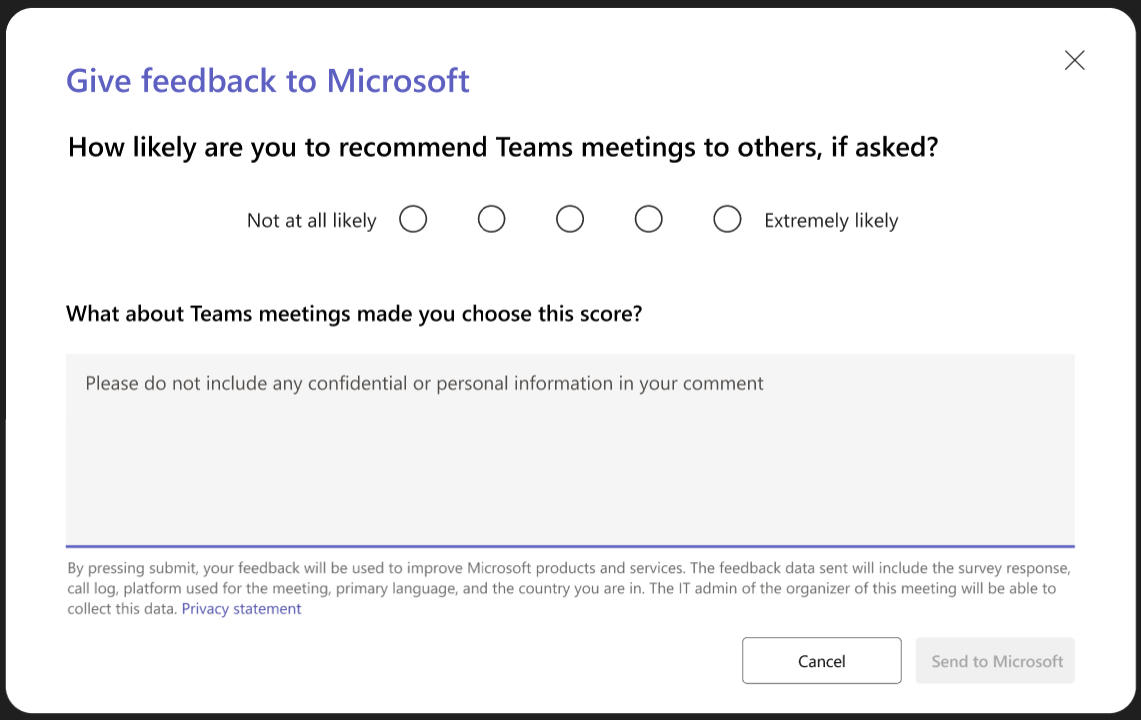 Give feedback to Microsoft
How likely are you to recommend Teams meetings to others, if asked?
Not at all likely Extremely likely
What about Teams meetings made you choose this score?
Please do not include any confidential or personal information in your comment
By pressing submit, your feedback will be used to improve Microsoft products and services. The feedback data sent will include the survey response,
call log, platform used for the meeting, primary language, and the country you are in. The IT admin of the organizer of this meeting will be able to
collect this data. Privacy statement
Cancel Send to Microsoft